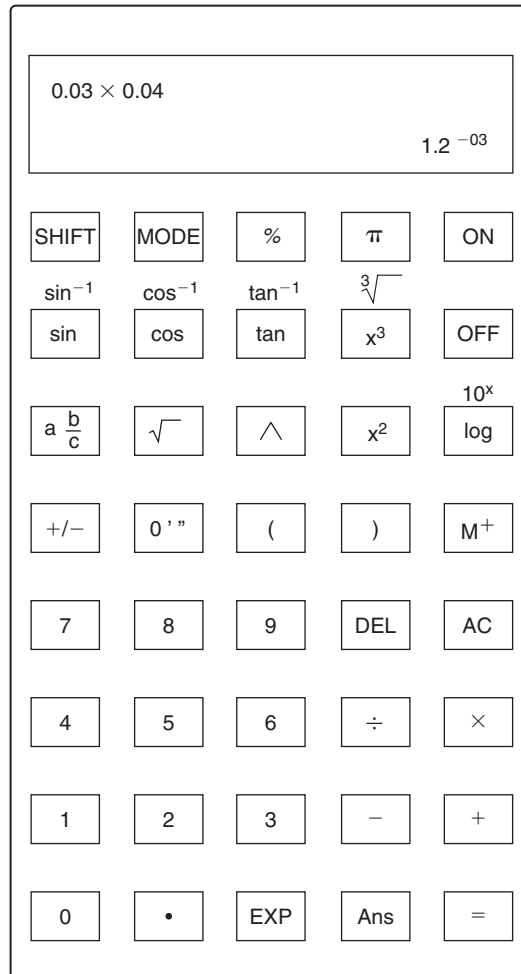 0.03 × 0.04
1.2 ⁻⁰³
SHIFT MODE % π ON
sin⁻¹ cos⁻¹ tan⁻¹ ³√
sin cos tan x³ OFF
10ˣ
a b/c √ ∧ x² log
+/− 0 ’ ” ( ) M⁺
7 8 9 DEL AC
4 5 6 ÷ ×
1 2 3 − +
0 • EXP Ans =